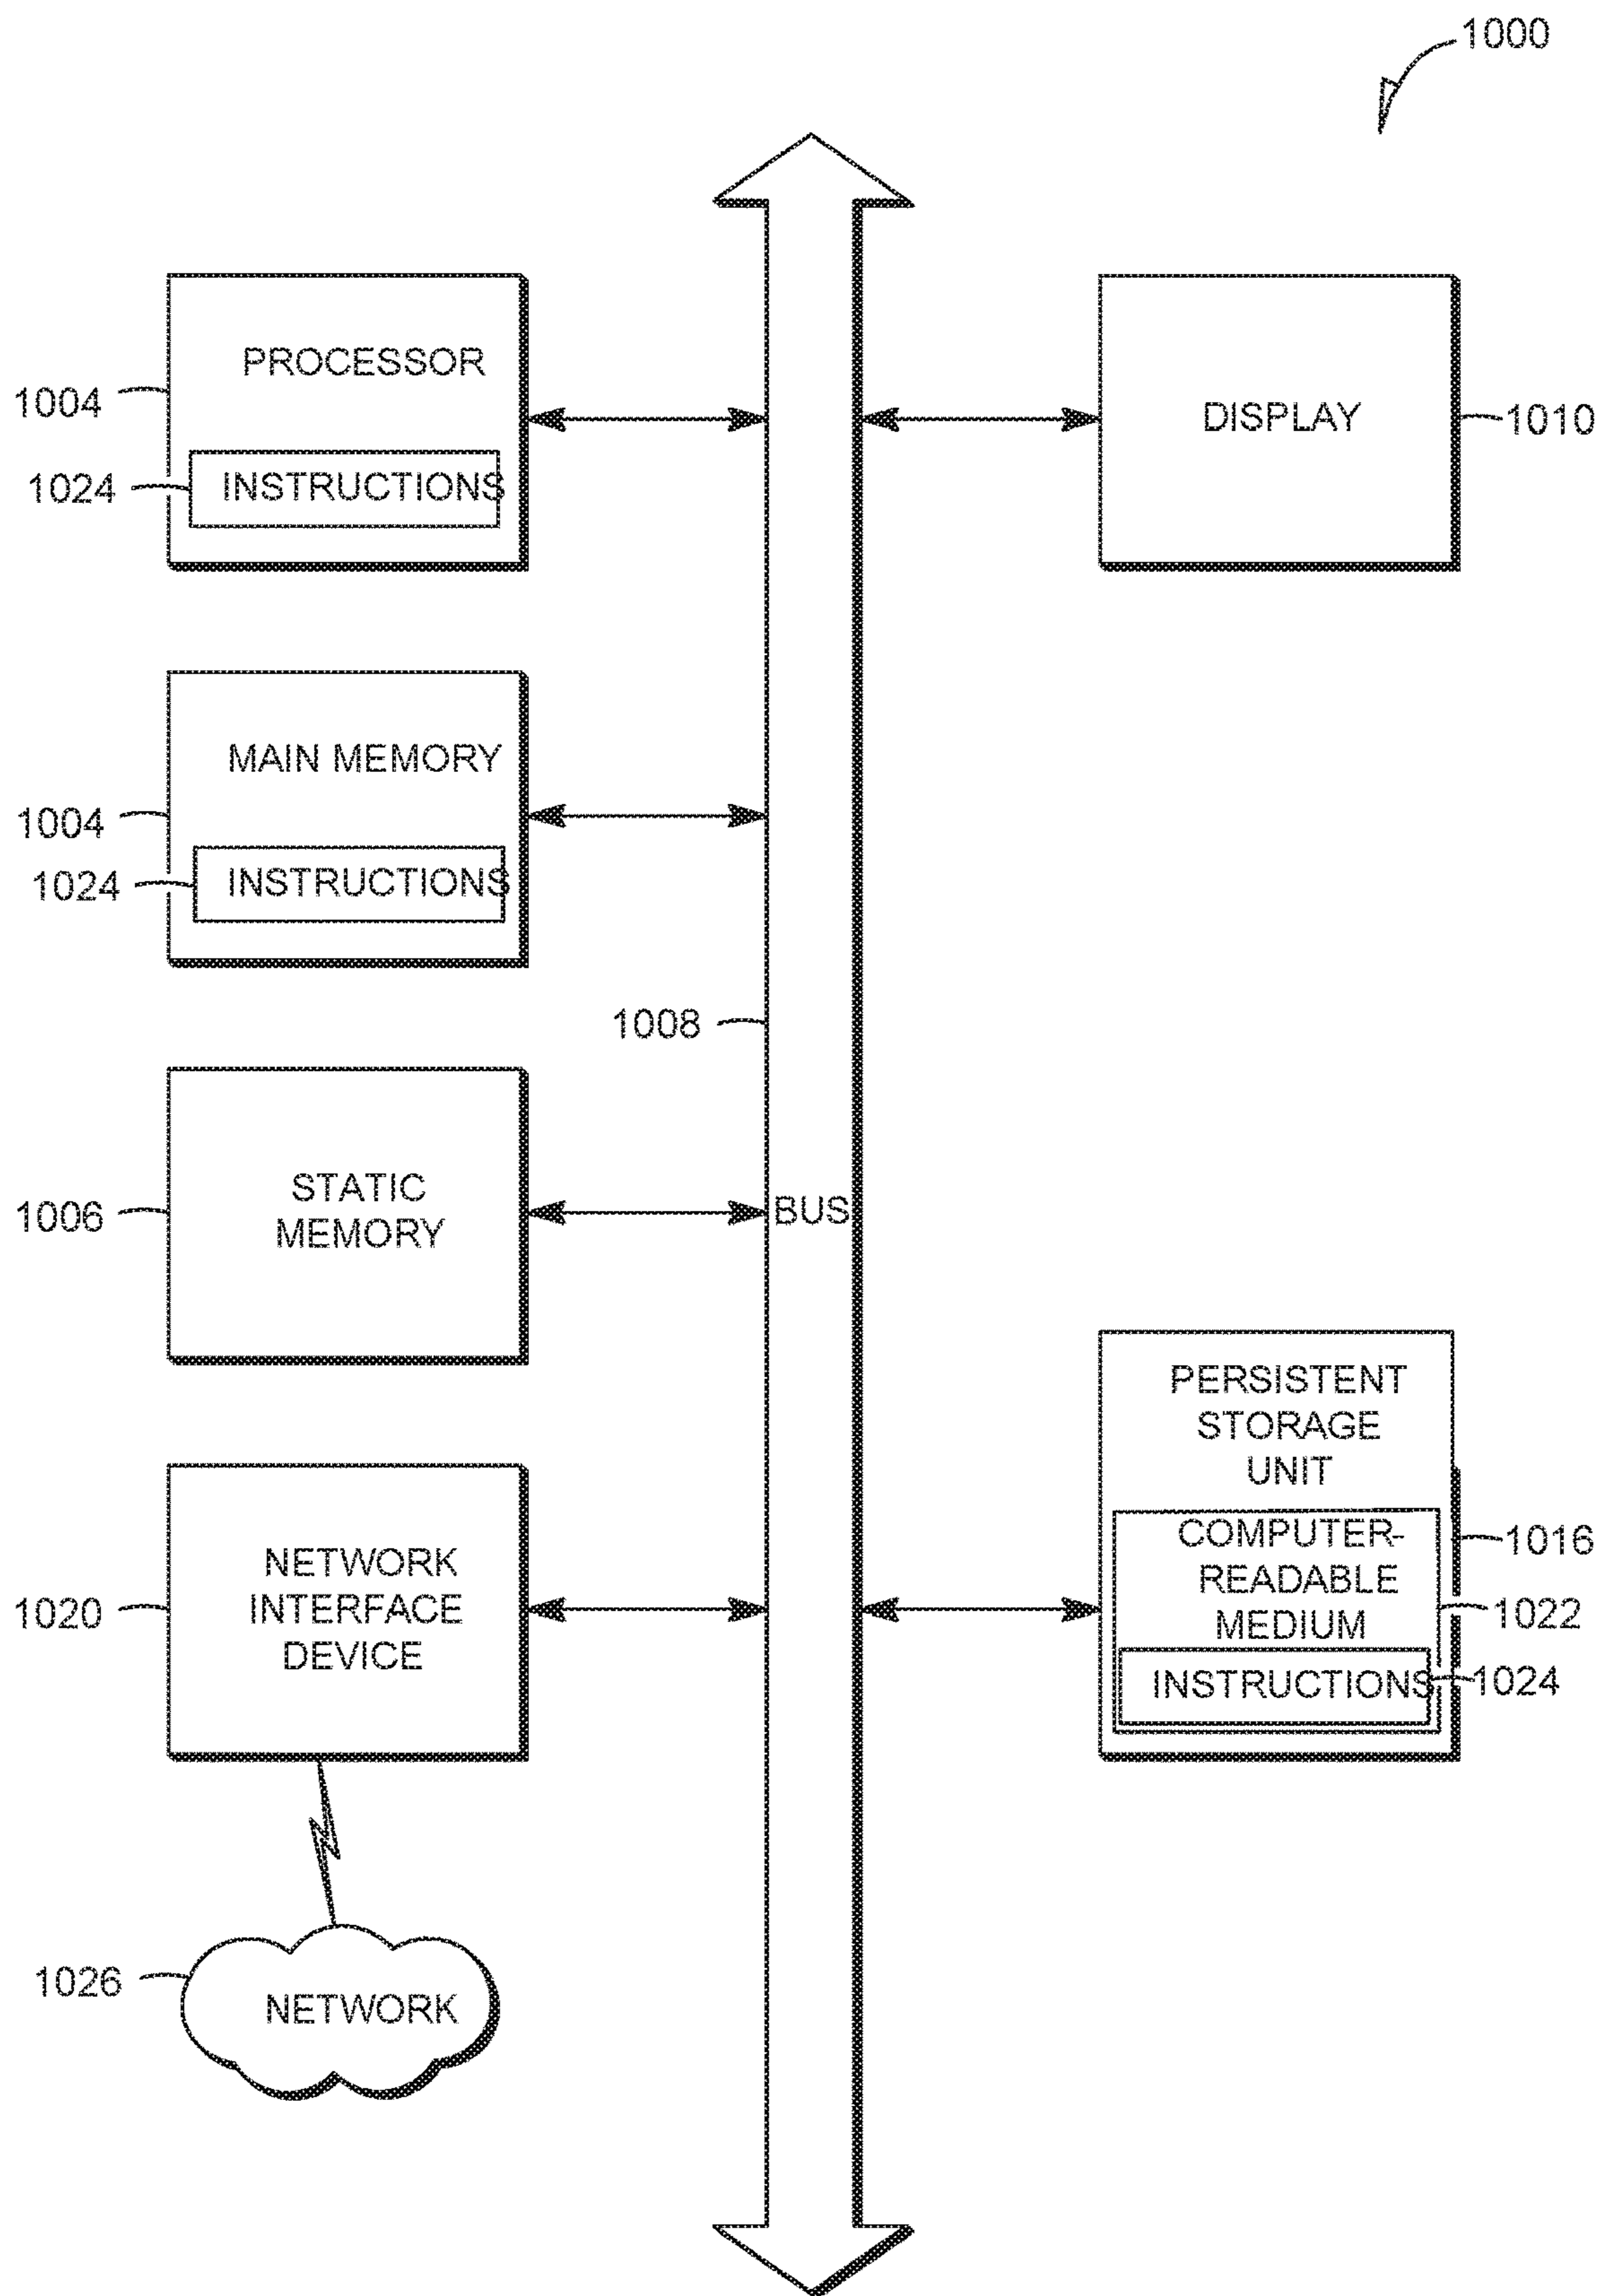 1000
PROCESSOR
1004
1024
INSTRUCTIONS
DISPLAY
1010
MAIN MEMORY
1004
1024
INSTRUCTIONS
1008
STATIC
MEMORY
1006
BUS
PERSISTENT
STORAGE
UNIT
COMPUTER-
READABLE
MEDIUM
INSTRUCTIONS
1016
1022
1024
NETWORK
INTERFACE
DEVICE
1020
1026
NETWORK